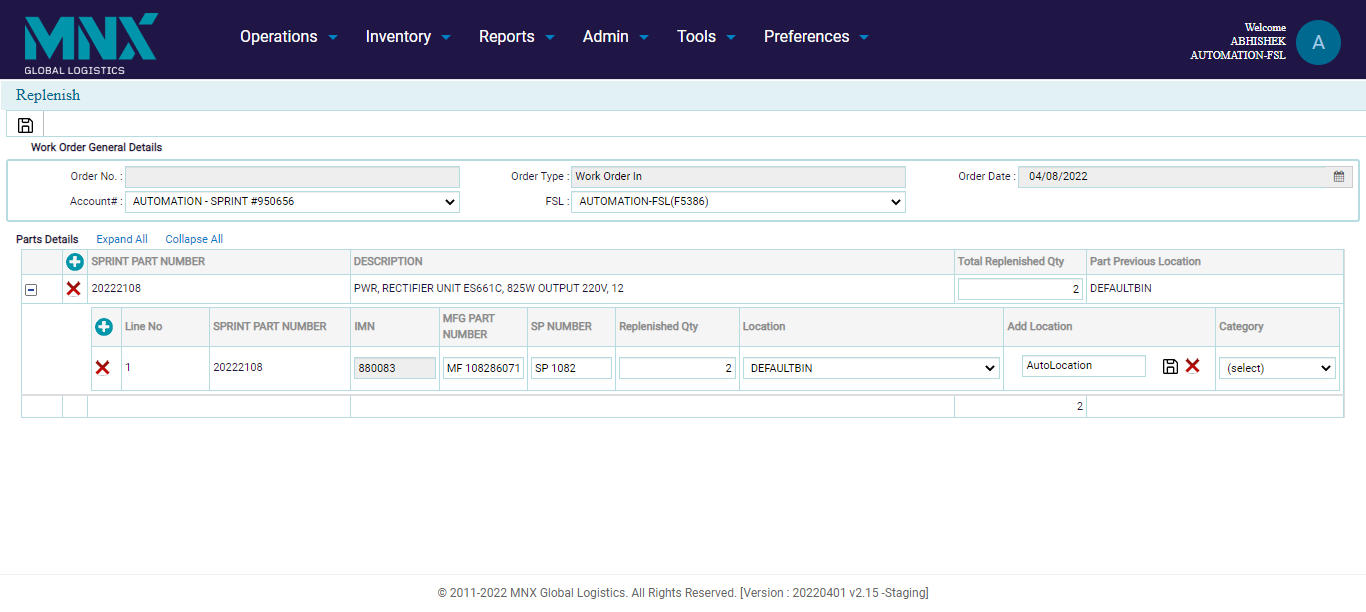 MNX
GLOBAL LOGISTICS
Operations Inventory Reports Admin Tools Preferences
Welcome
ABHISHEK
AUTOMATION-FSL
A
Replenish
Work Order General Details
Order No. : Order Type : Work Order In Order Date : 04/08/2022
Account# : AUTOMATION - SPRINT #950656 FSL : AUTOMATION-FSL(F5386)
Parts Details Expand All Collapse All
SPRINT PART NUMBER DESCRIPTION Total Replenished Qty Part Previous Location
20222108 PWR, RECTIFIER UNIT ES661C, 825W OUTPUT 220V, 12 2 DEFAULTBIN
Line No SPRINT PART NUMBER IMN MFG PART NUMBER SP NUMBER Replenished Qty Location Add Location Category
1 20222108 880083 MF 108286071 SP 1082 2 DEFAULTBIN AutoLocation (select)
2
© 2011-2022 MNX Global Logistics. All Rights Reserved. [Version : 20220401 v2.15 -Staging]